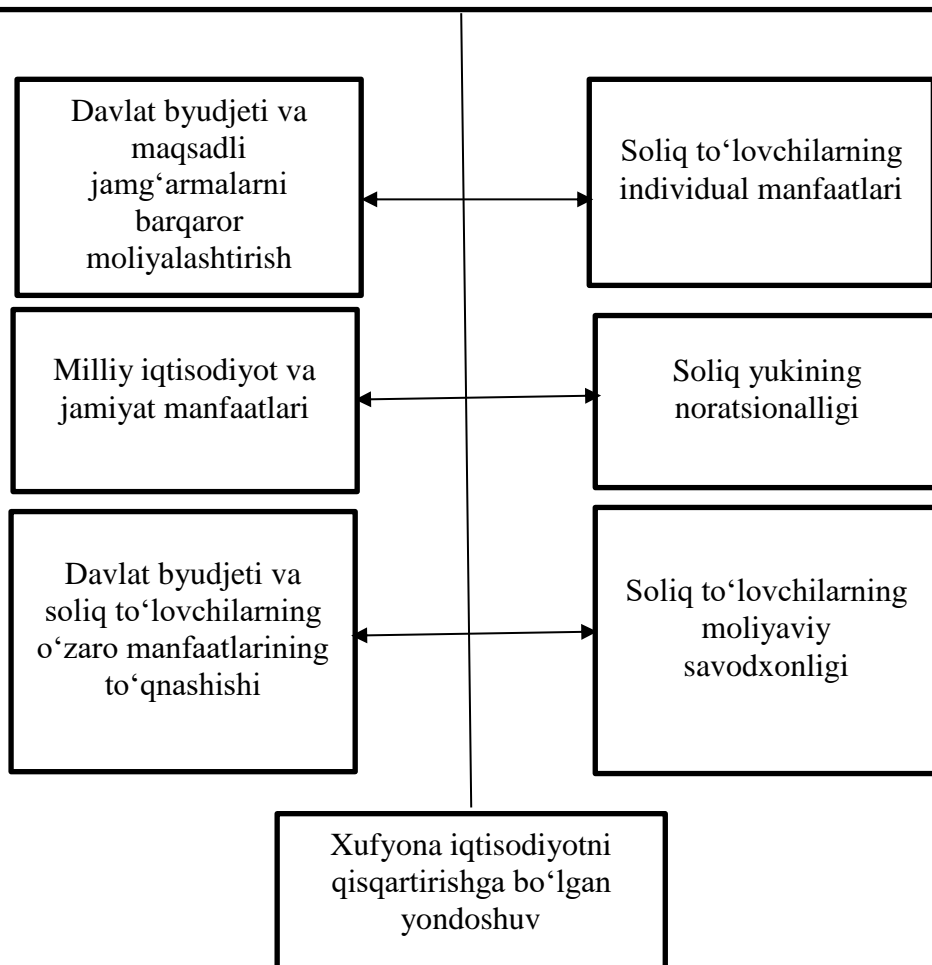 Davlat byudjeti va
maqsadli
jamg‘armalarni
barqaror
moliyalashtirish
Soliq to‘lovchilarning
individual manfaatlari
Milliy iqtisodiyot va
jamiyat manfaatlari
Soliq yukining
noratsionalligi
Davlat byudjeti va
soliq to‘lovchilarning
o‘zaro manfaatlarining
to‘qnashishi
Soliq to‘lovchilarning
moliyaviy
savodxonligi
Xufyona iqtisodiyotni
qisqartirishga bo‘lgan
yondoshuv